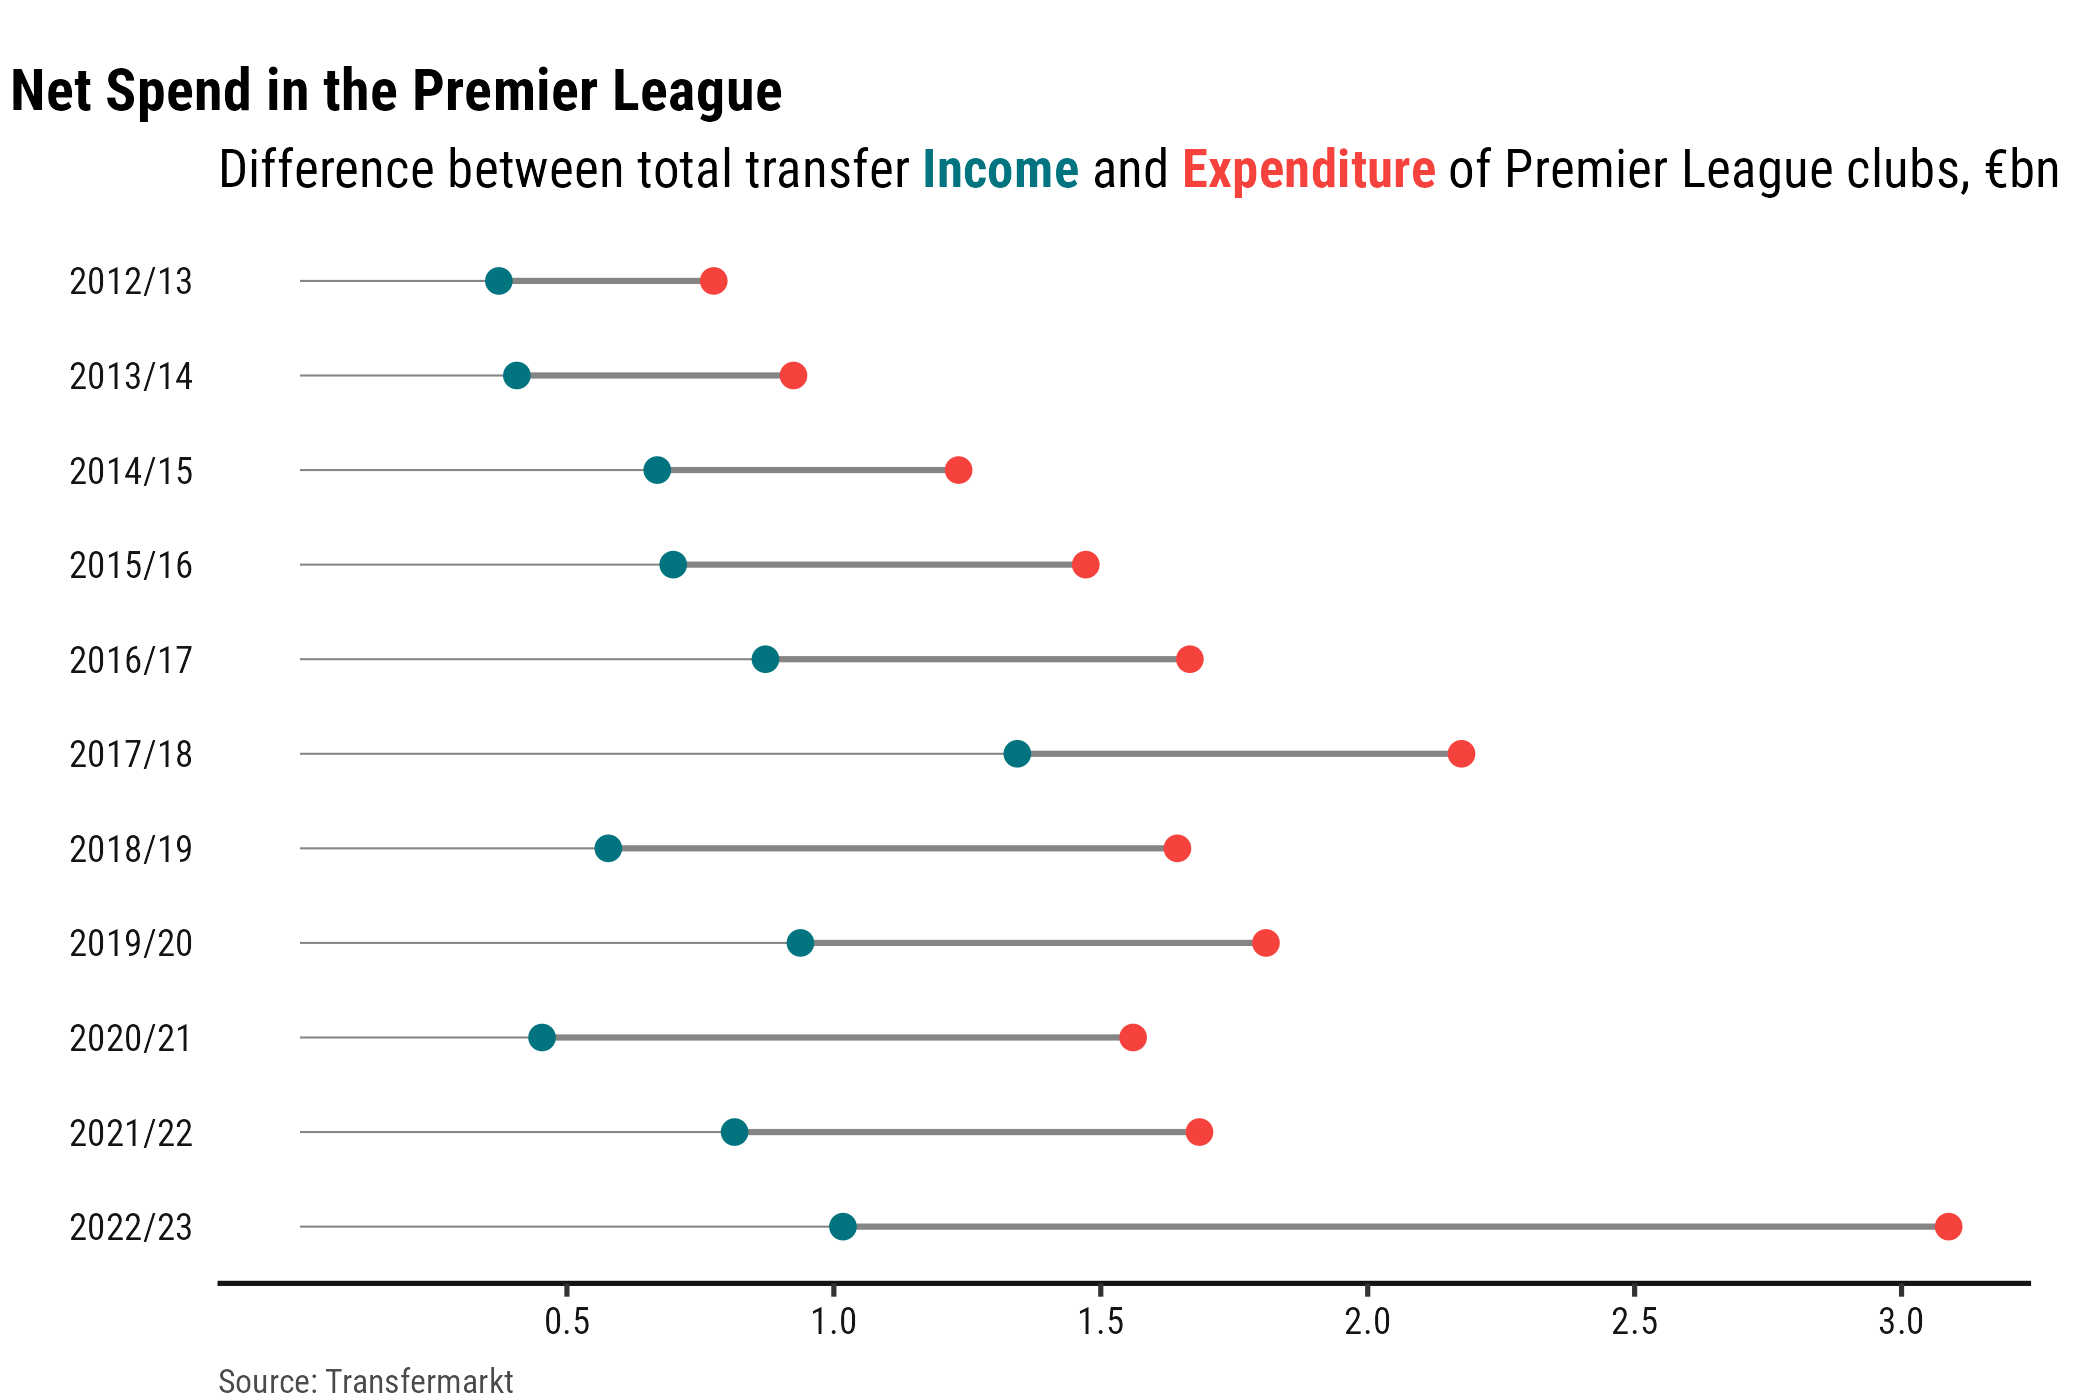 Net Spend in the Premier League
Difference between total transfer Income and Expenditure of Premier League clubs, €bn
2012/13
2013/14
2014/15
2015/16
2016/17
2017/18
2018/19
2019/20
2020/21
2021/22
2022/23
0.5 1.0 1.5 2.0 2.5 3.0
Source: Transfermarkt